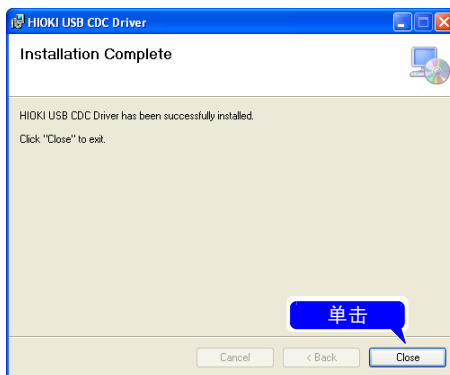 HIOKI USB CDC Driver
Installation Complete
HIOKI USB CDC Driver has been successfully installed.
Click "Close" to exit.
单击
Cancel
< Back
Close